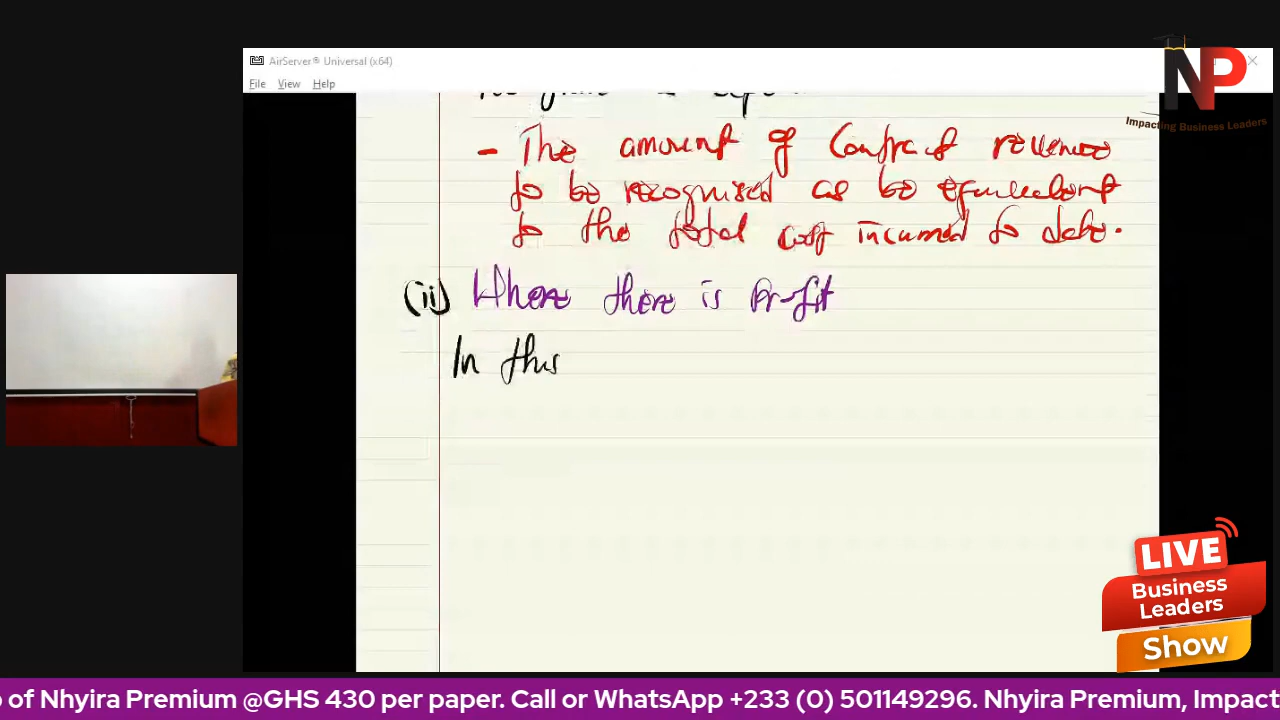 AirServer® Universal (x64)
File View Help
NP
Impacting Business Leaders
- The amount of Contract revenue
to be recognised as be equivalent
to the total cost incurred to date.
(ii) Where there is Profit
In this
LIVE
Business
Leaders
Show
o of Nhyira Premium @GHS 430 per paper. Call or WhatsApp +233 (0) 501149296. Nhyira Premium, Impact